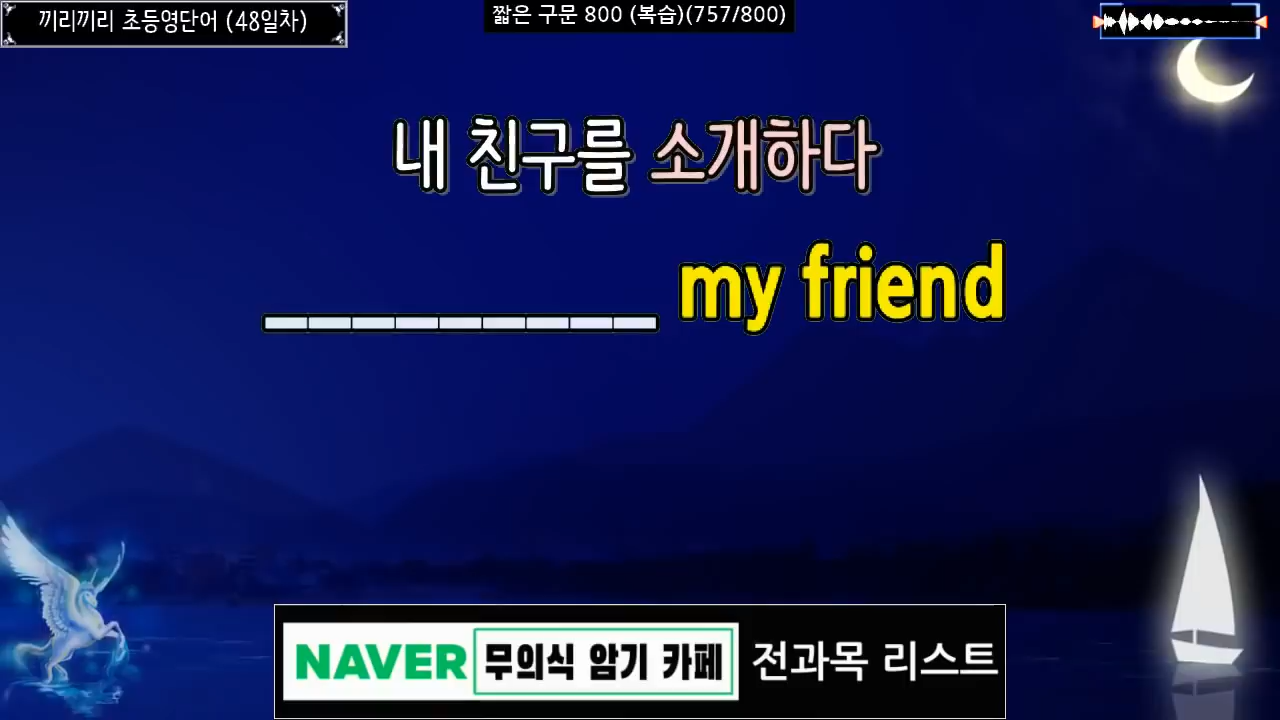 끼리끼리 초등영단어 (48일차)
짧은 구문 800 (복습)(757/800)
내 친구를 소개하다
_________ my friend
NAVER 무의식 암기 카페 전과목 리스트